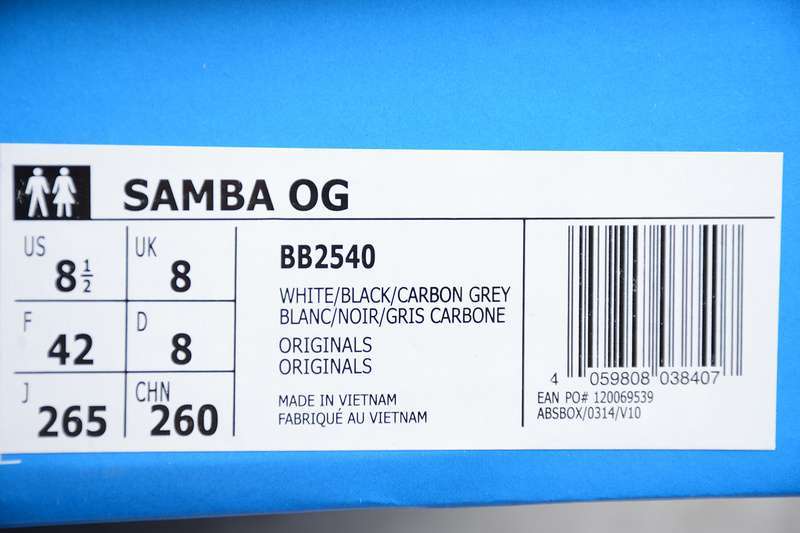 SAMBA OG
US 8 1/2 UK 8
F 42 D 8
J 265 CHN 260
BB2540
WHITE/BLACK/CARBON GREY
BLANC/NOIR/GRIS CARBONE
ORIGINALS
ORIGINALS
MADE IN VIETNAM
FABRIQUÉ AU VIETNAM
4 059808 038407
EAN PO# 120069539
ABSBOX/0314/V10